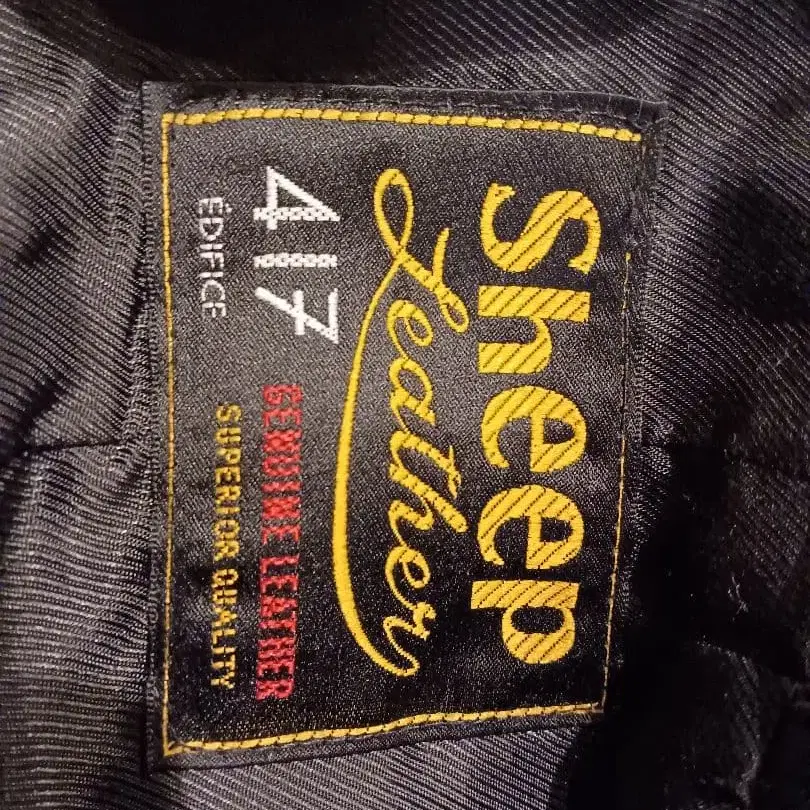 Sheep
Leather
417 GENUINE LEATHER
ÉDIFICE SUPERIOR QUALITY